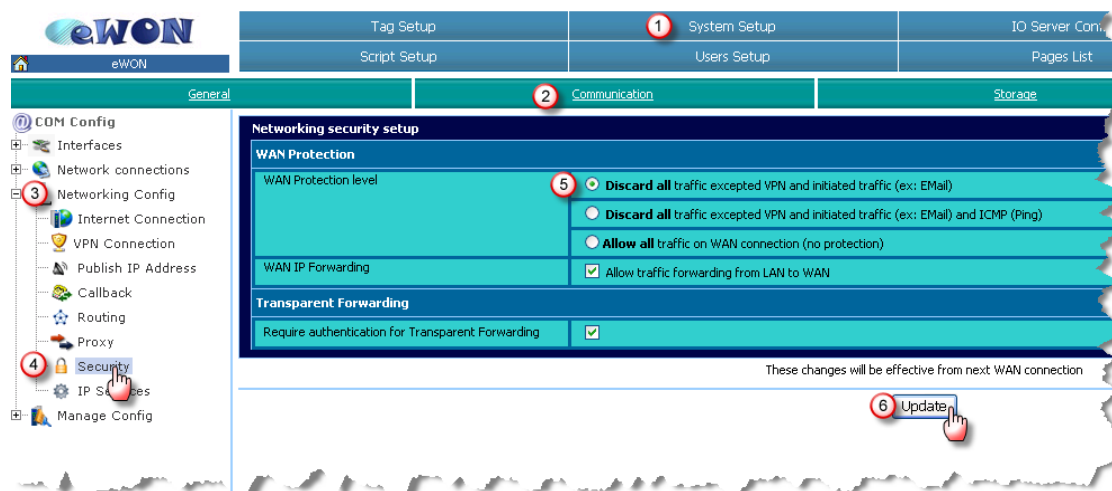 eWON
eWON
Tag Setup
1
System Setup
IO Server
Script Setup
Users Setup
Pages List
General
2
Communication
Storage
COM Config
Interfaces
Network connections
3
Networking Config
Internet Connection
VPN Connection
Publish IP Address
Callback
Routing
Proxy
4
Security
IP
Manage Config
Networking security setup
WAN Protection
WAN Protection level
5
Discard all traffic excepted VPN and initiated traffic (ex: EMail)
Discard all traffic excepted VPN and initiated traffic (ex: EMail) and ICMP (Ping)
Allow all traffic on WAN connection (no protection)
WAN IP Forwarding
Allow traffic forwarding from LAN to WAN
Transparent Forwarding
Require authentication for Transparent Forwarding
These changes will be effective from next WAN connection
6
Update